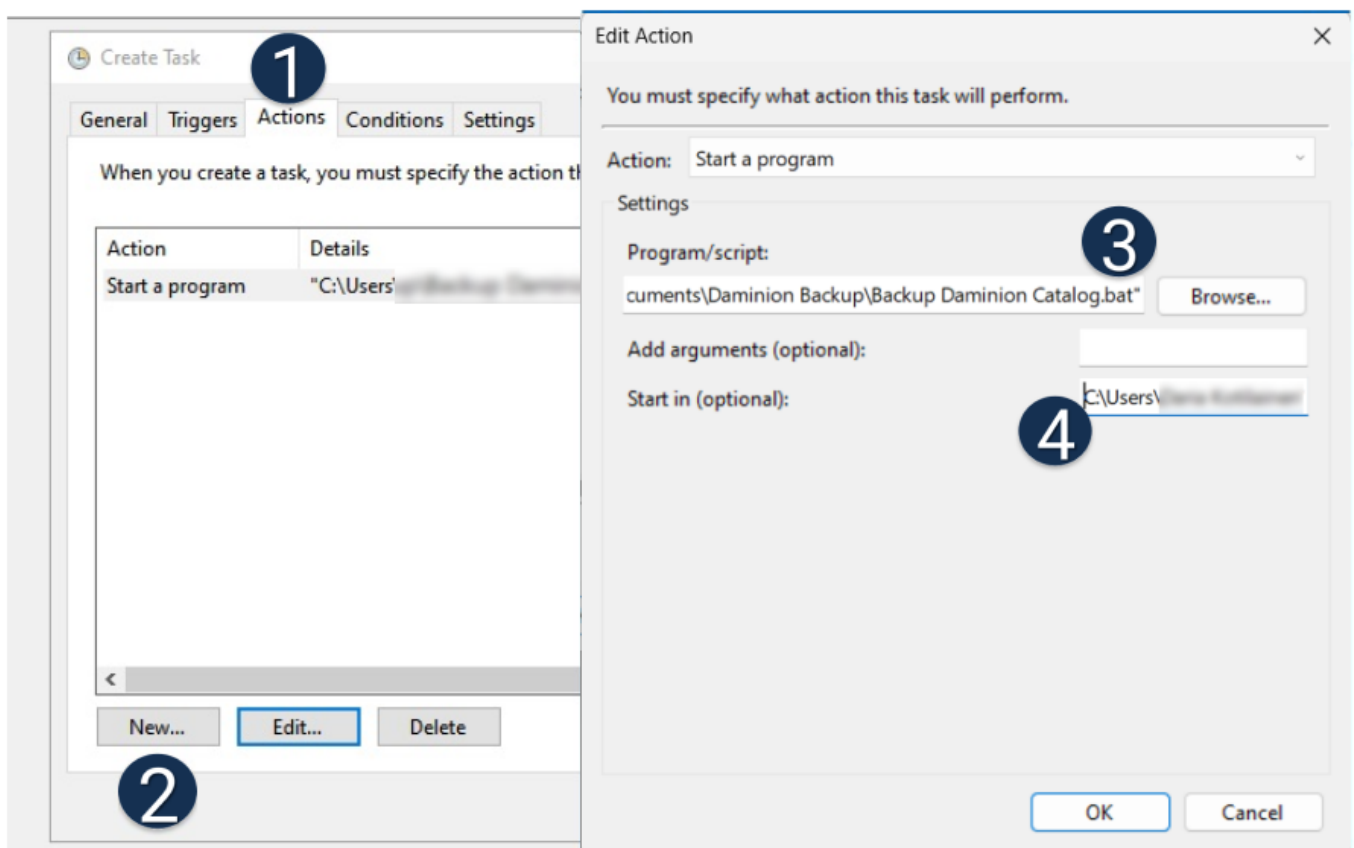 Create Task
1
General Triggers Actions Conditions Settings
When you create a task, you must specify the action th
Action Details
Start a program "C:\Users\
New... Edit... Delete
2
Edit Action
You must specify what action this task will perform.
Action: Start a program
Settings
3
Program/script:
cuments\Daminion Backup\Backup Daminion Catalog.bat" Browse...
Add arguments (optional):
Start in (optional): C:\Users\
4
OK Cancel